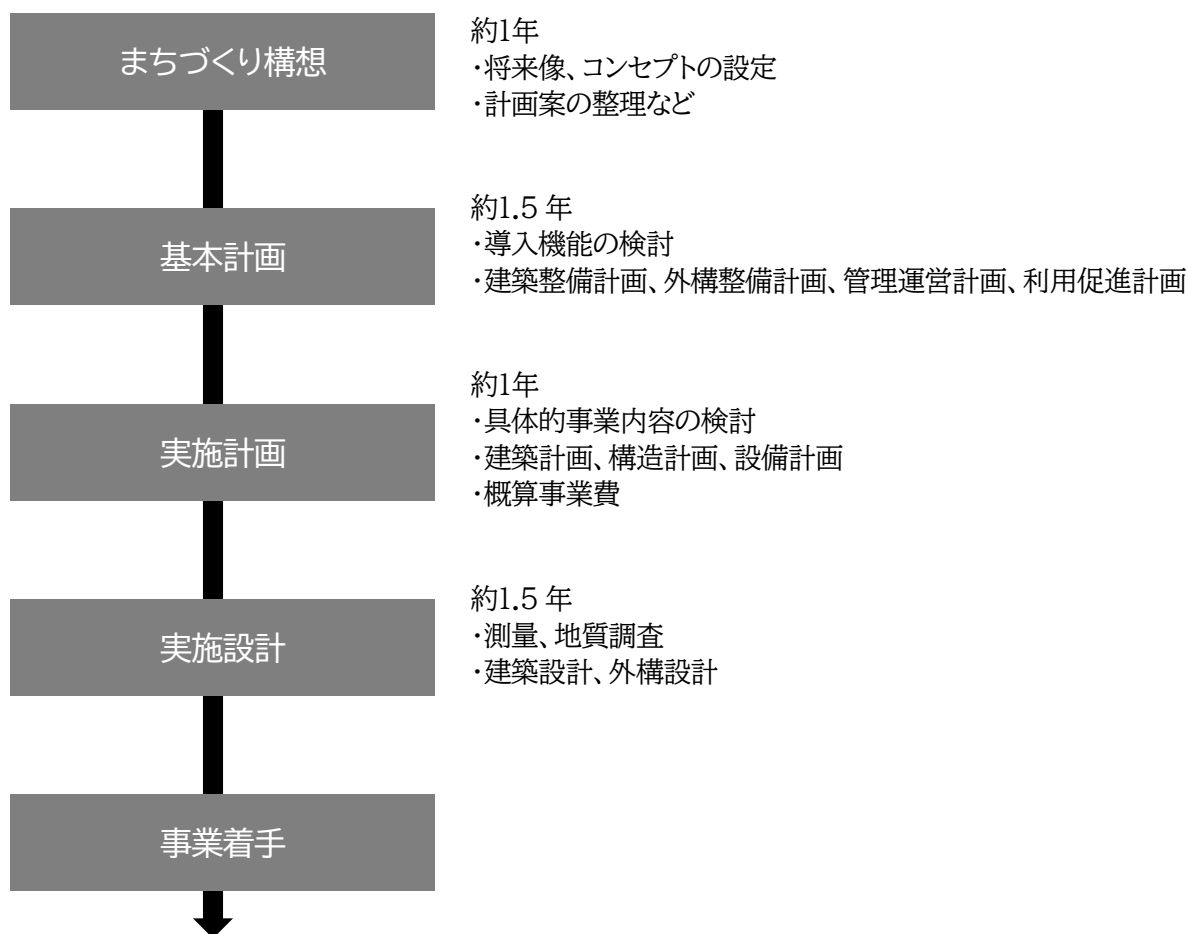 まちづくり構想
約1年
・将来像、コンセプトの設定
・計画案の整理など
基本計画
約1.5年
・導入機能の検討
・建築整備計画、外構整備計画、管理運営計画、利用促進計画
実施計画
約1年
・具体的事業内容の検討
・建築計画、構造計画、設備計画
・概算事業費
実施設計
約1.5年
・測量、地質調査
・建築設計、外構設計
事業着手